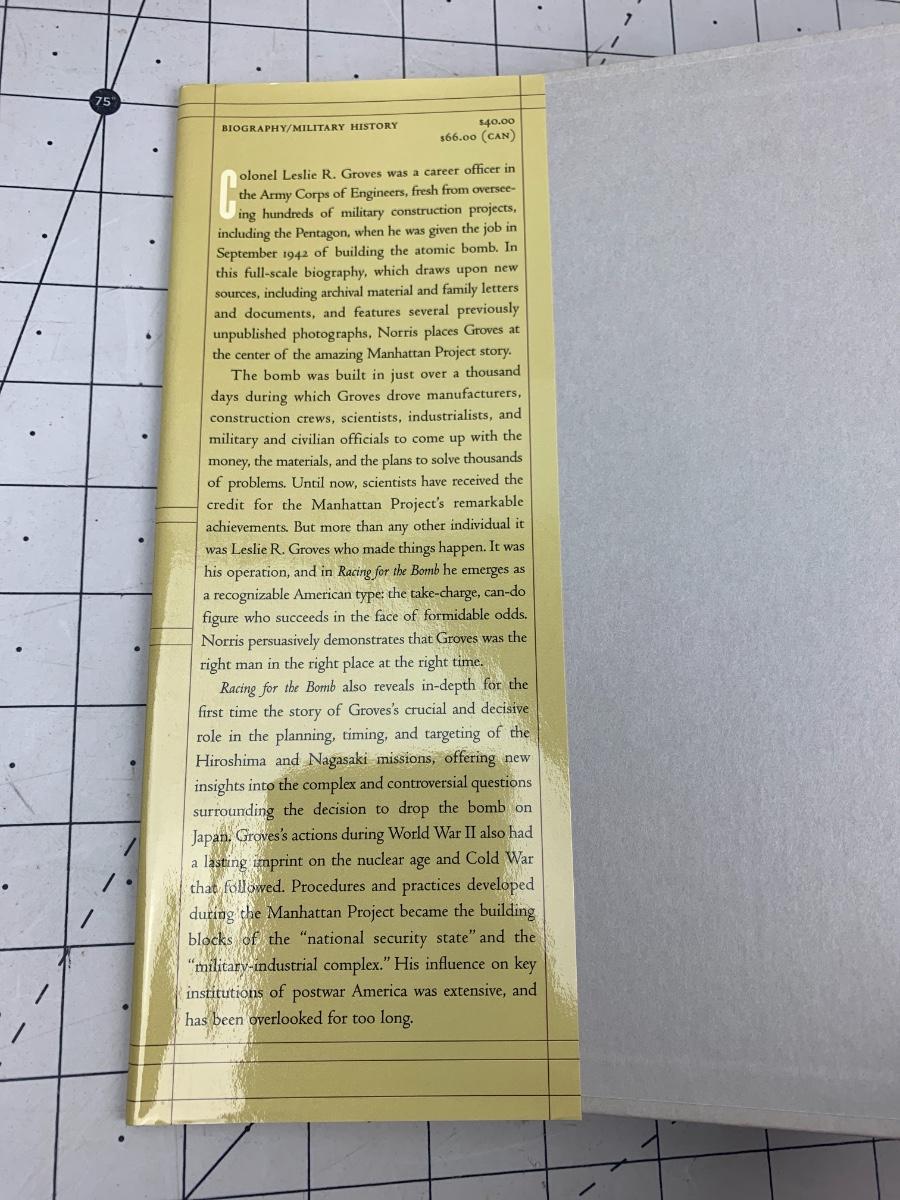 75°
BIOGRAPHY/MILITARY HISTORY
$40.00
$66.00 (CAN)
Colonel Leslie R. Groves was a career officer in
the Army Corps of Engineers, fresh from oversee-
ing hundreds of military construction projects,
including the Pentagon, when he was given the job in
September 1942 of building the atomic bomb. In
this full-scale biography, which draws upon new
sources, including archival material and family letters
and documents, and features several previously
unpublished photographs, Norris places Groves at
the center of the amazing Manhattan Project story.
The bomb was built in just over a thousand
days during which Groves drove manufacturers,
construction crews, scientists, industrialists, and
military and civilian officials to come up with the
money, the materials, and the plans to solve thousands
of problems. Until now, scientists have received the
credit for the Manhattan Project's remarkable
achievements. But more than any other individual it
was Leslie R. Groves who made things happen. It was
his operation, and in Racing for the Bomb he emerges as
a recognizable American type: the take-charge, can-do
figure who succeeds in the face of formidable odds.
Norris persuasively demonstrates that Groves was the
right man in the right place at the right time.
Racing for the Bomb also reveals in-depth for the
first time the story of Groves's crucial and decisive
role in the planning, timing, and targeting of the
Hiroshima and Nagasaki missions, offering new
insights into the complex and controversial questions
surrounding the decision to drop the bomb on
Japan. Groves's actions during World War II also had
a lasting imprint on the nuclear age and Cold War
that followed. Procedures and practices developed
during the Manhattan Project became the building
blocks of the "national security state" and the
"military-industrial complex." His influence on key
institutions of postwar America was extensive, and
has been overlooked for too long.